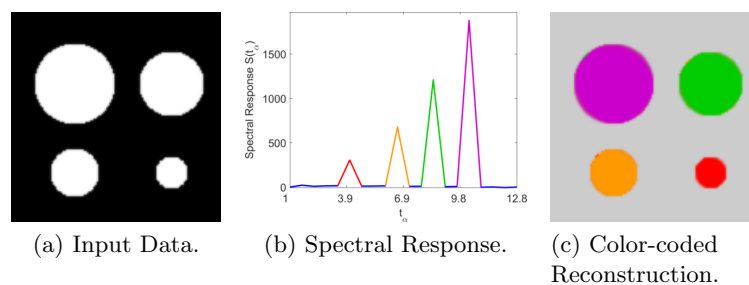 1500
1000
500
0
Spectral Response S(t_α)
1 3.9 6.9 9.8 12.8
t_α
(a) Input Data. (b) Spectral Response. (c) Color-coded
Reconstruction.